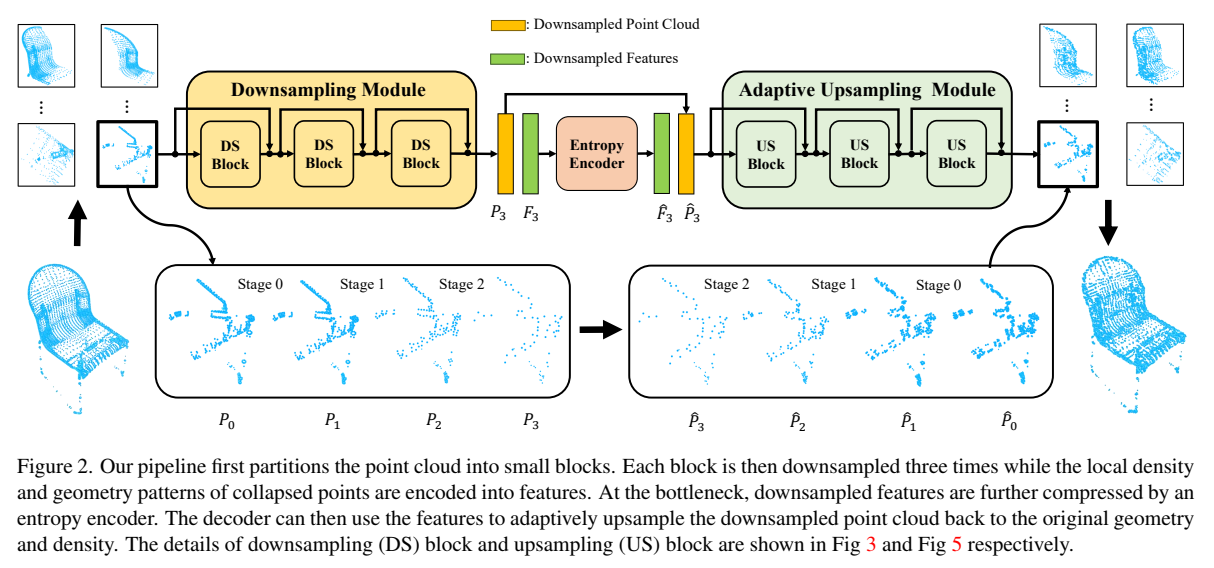 : Downsampled Point Cloud
: Downsampled Features
Downsampling Module
DS Block
DS Block
DS Block
Entropy Encoder
Adaptive Upsampling Module
US Block
US Block
US Block
P₃ F₃ F̂₃ P̂₃
Stage 0 Stage 1 Stage 2
Stage 2 Stage 1 Stage 0
P₀ P₁ P₂ P₃
P̂₃ P̂₂ P̂₁ P̂₀
Figure 2. Our pipeline first partitions the point cloud into small blocks. Each block is then downsampled three times while the local density
and geometry patterns of collapsed points are encoded into features. At the bottleneck, downsampled features are further compressed by an
entropy encoder. The decoder can then use the features to adaptively upsample the downsampled point cloud back to the original geometry
and density. The details of downsampling (DS) block and upsampling (US) block are shown in Fig 3 and Fig 5 respectively.